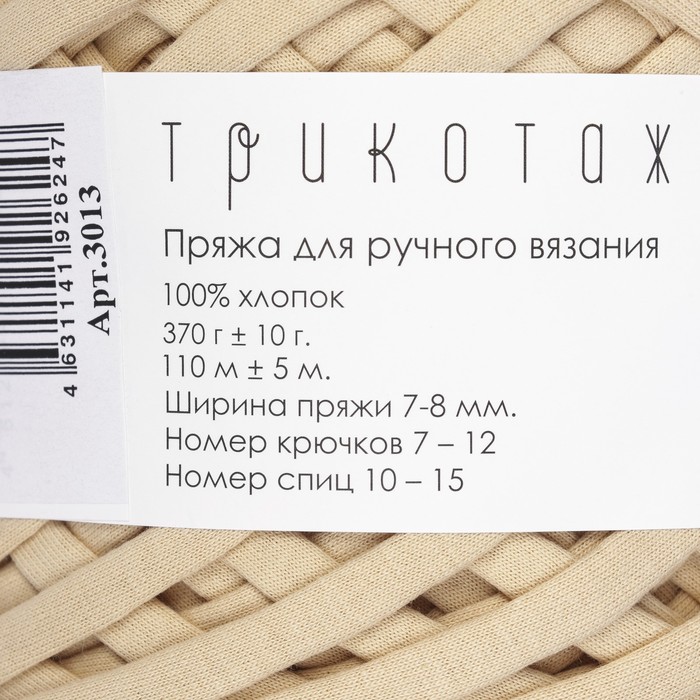 ТРИКОТАЖ
Пряжа для ручного вязания
100% хлопок
370 г ± 10 г.
110 м ± 5 м.
Ширина пряжи 7-8 мм.
Номер крючков 7 – 12
Номер спиц 10 – 15
4 631141 926247
Арт.3013